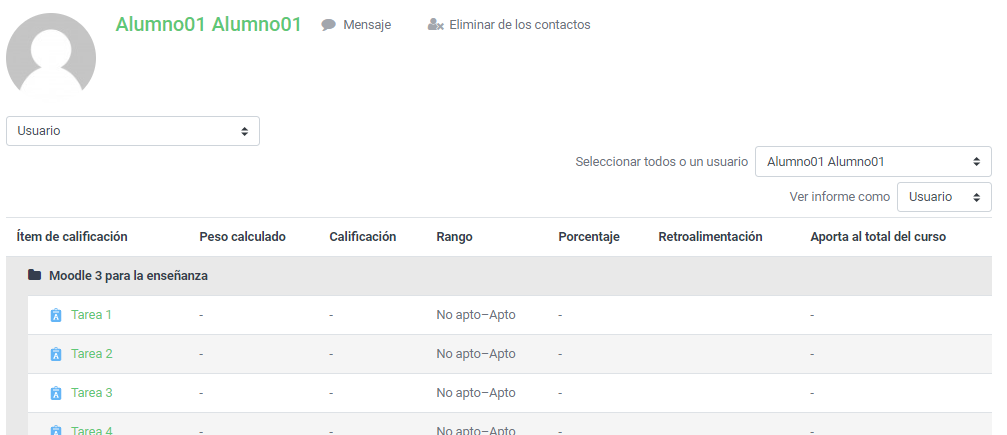 Alumno01 Alumno01 Mensaje Eliminar de los contactos
Usuario
Seleccionar todos o un usuario Alumno01 Alumno01
Ver informe como Usuario
Ítem de calificación Peso calculado Calificación Rango Porcentaje Retroalimentación Aporta al total del curso
Moodle 3 para la enseñanza
Tarea 1 - - No apto–Apto - -
Tarea 2 - - No apto–Apto - -
Tarea 3 - - No apto–Apto - -
Tarea 4 - - No apto–Apto - -